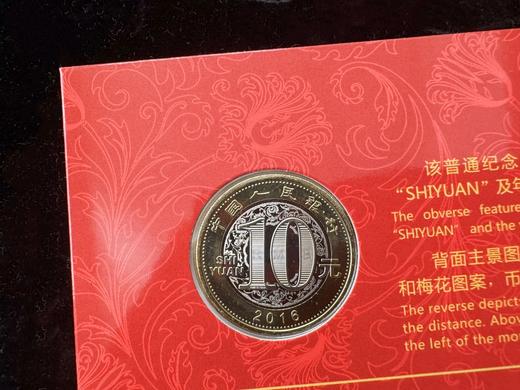 中国人民银行
10元
SHI
YUAN
2016
该普通纪念
“SHIYUAN”及年
The obverse feature
“SHIYUAN” and the
背面主景图
和梅花图案，币
The reverse depict
the distance. Abov
the left of the mo